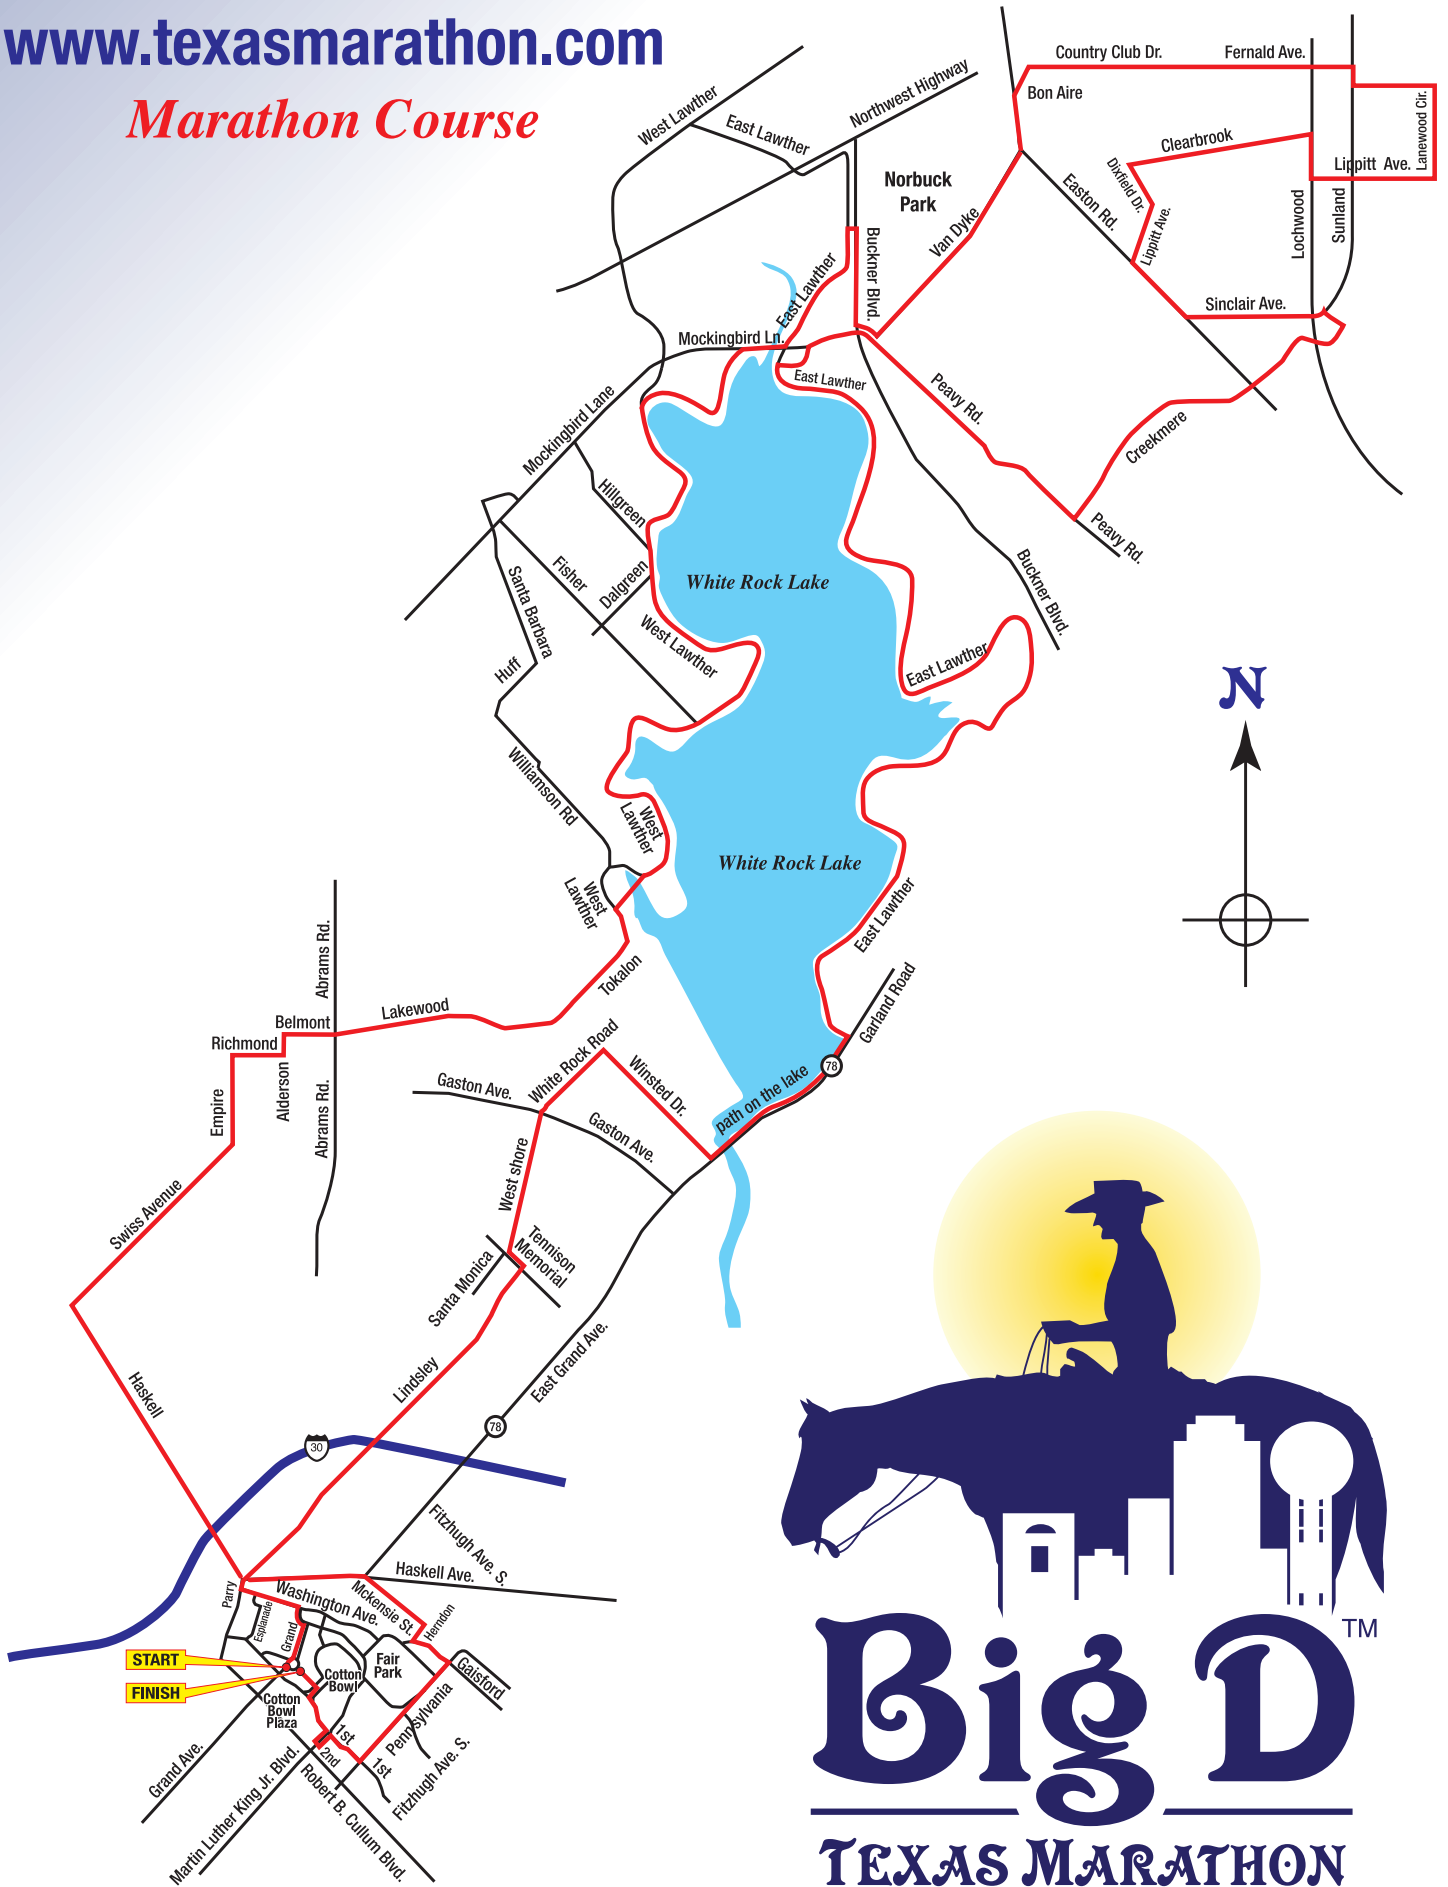 www.texasmarathon.com
Marathon Course
Country Club Dr.
Fernald Ave.
Bon Aire
West Lawther
East Lawther
Northwest Highway
Lanewood Cir.
Clearbrook
Lippitt Ave.
Dixfield Dr.
Norbuck
Park
Easton Rd.
Van Dyke
Lippitt Ave.
Lochwood
Sunland
Buckner Blvd.
East Lawther
Sinclair Ave.
Mockingbird Ln.
East Lawther
Peavy Rd.
Mockingbird Lane
Creekmere
Hillgreen
Peavy Rd.
Fisher
Dalgreen
White Rock Lake
Buckner Blvd.
Santa Barbara
West Lawther
East Lawther
Huff
N
Williamson Rd
West
Lawther
White Rock Lake
West
Lawther
East Lawther
Abrams Rd.
Tokalon
Garland Road
Lakewood
Belmont
Richmond
White Rock Road
Winsted Dr.
78
path on the lake
Gaston Ave.
Alderson
Empire
Abrams Rd.
Gaston Ave.
West shore
Swiss Avenue
Tennison
Memorial
Santa Monica
East Grand Ave.
Lindsley
Haskell
78
30
Fitzhugh Ave. S.
Haskell Ave.
Parry
Washington Ave.
Mckensie St.
Esplanade
Grand
Herndon
START
FINISH
Fair
Park
Cotton
Bowl
Gaisford
Cotton
Bowl
Plaza
Pennsylvania
1st
2nd
1st
Grand Ave.
Martin Luther King Jr. Blvd.
Robert B. Cullum Blvd.
Fitzhugh Ave. S.
Big D
TM
TEXAS MARATHON